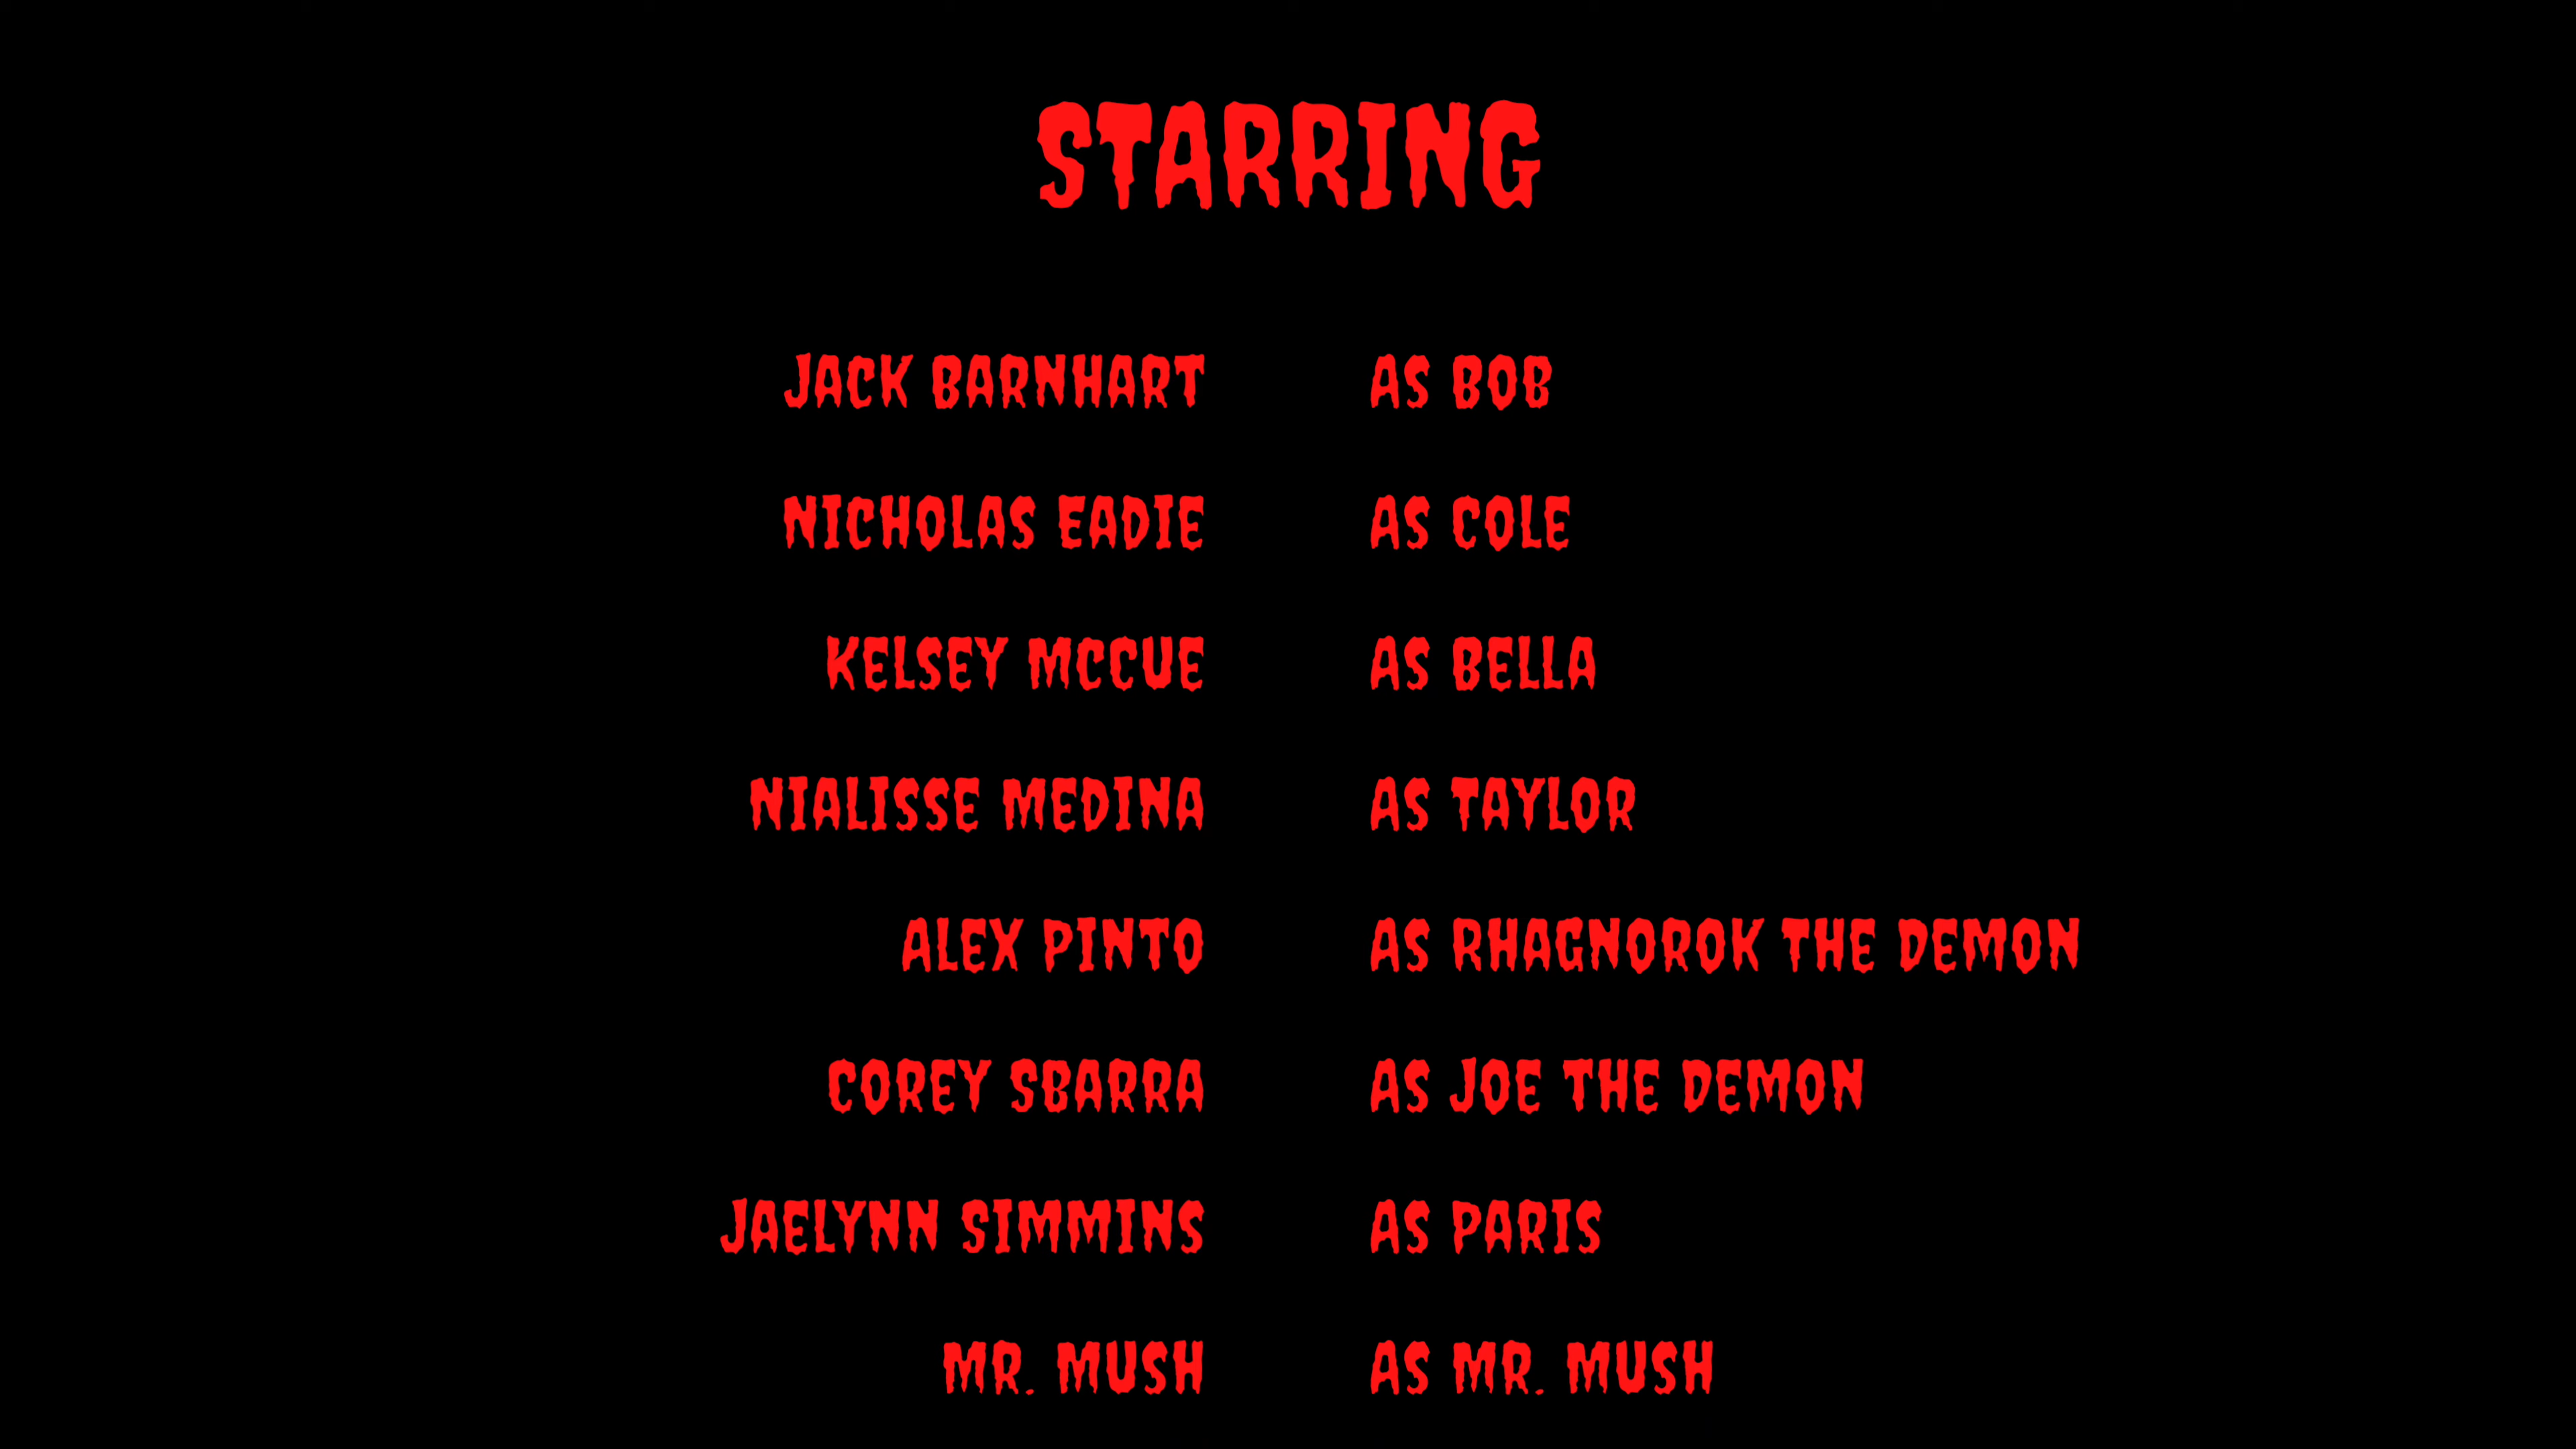 STARRING
JACK BARNHART AS BOB
NICHOLAS EADIE AS COLE
KELSEY MCCUE AS BELLA
NIALISSE MEDINA AS TAYLOR
ALEX PINTO AS RHAGNOROK THE DEMON
COREY SBARRA AS JOE THE DEMON
JAELYNN SIMMINS AS PARIS
MR. MUSH AS MR. MUSH